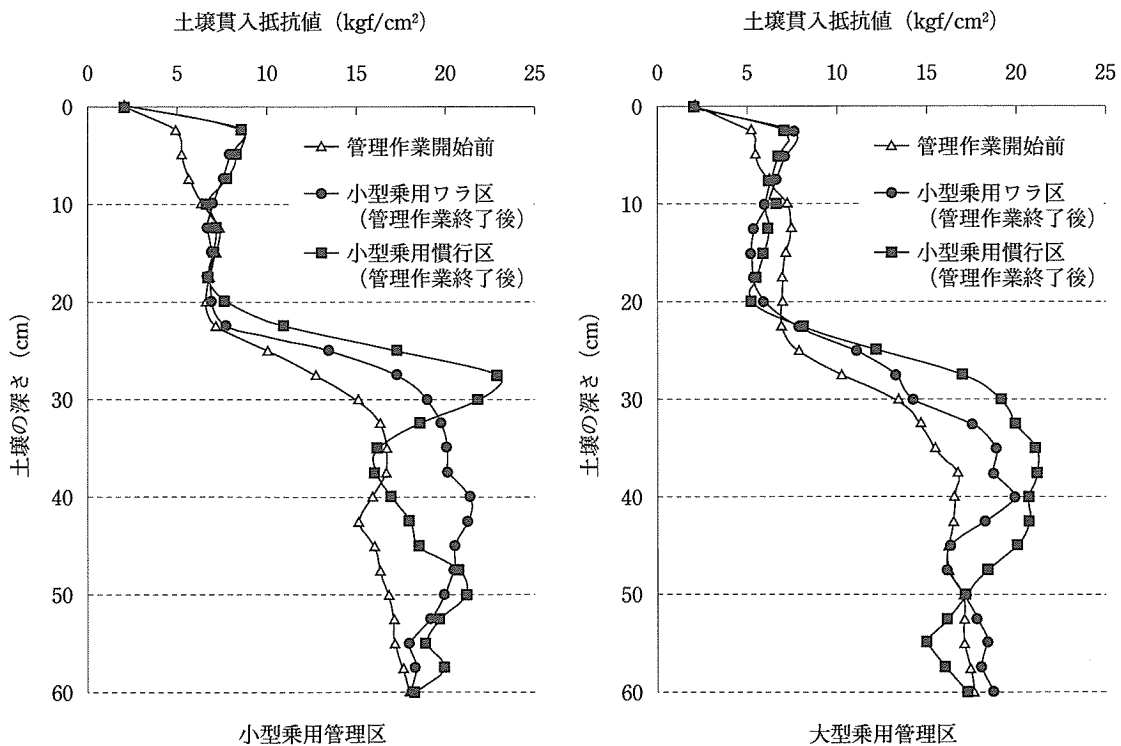 土壌貫入抵抗値（kgf/cm²）
0 5 10 15 20 25
0
10
20
30
40
50
60
土壌の深さ（cm）
管理作業開始前
小型乗用ワラ区
（管理作業終了後）
小型乗用慣行区
（管理作業終了後）
小型乗用管理区
土壌貫入抵抗値（kgf/cm²）
0 5 10 15 20 25
0
10
20
30
40
50
60
土壌の深さ（cm）
管理作業開始前
小型乗用ワラ区
（管理作業終了後）
小型乗用慣行区
（管理作業終了後）
大型乗用管理区